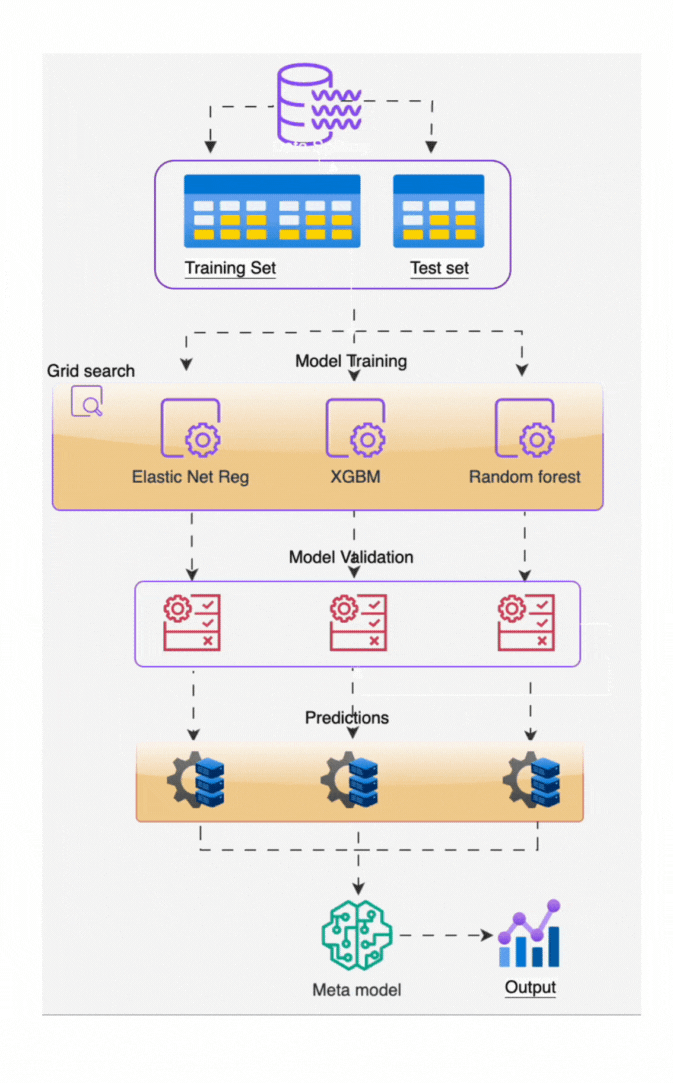 Training Set
Test set
Model Training
Grid search
Elastic Net Reg
XGBM
Random forest
Model Validation
Predictions
Meta model
Output